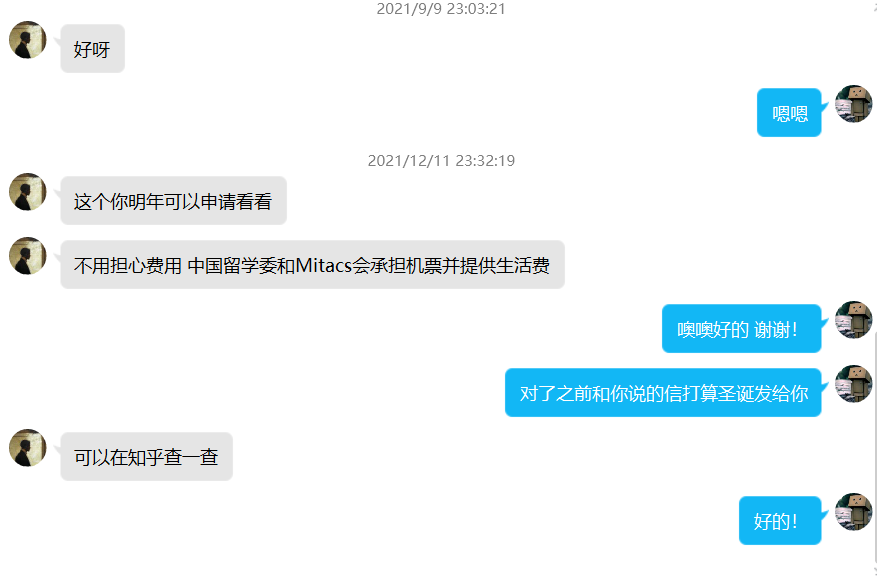 2021/9/9 23:03:21
好呀
嗯嗯
2021/12/11 23:32:19
这个你明年可以申请看看
不用担心费用 中国留学委和Mitacs会承担机票并提供生活费
噢噢好的 谢谢！
对了之前和你说的信打算圣诞发给你
可以在知乎查一查
好的！